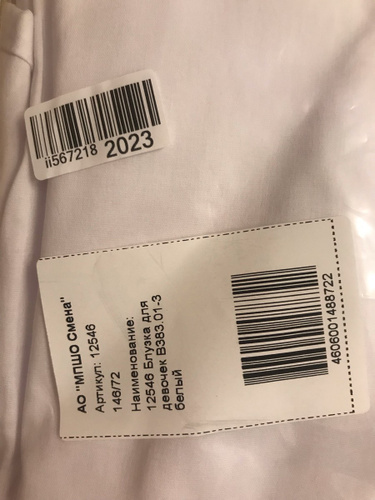 ii567218 2023
АО "МПШО Смена"
Артикул: 12546
146/72
Наименование:
12546 Блузка для
девочек В383.01-3
белый
4606001488722